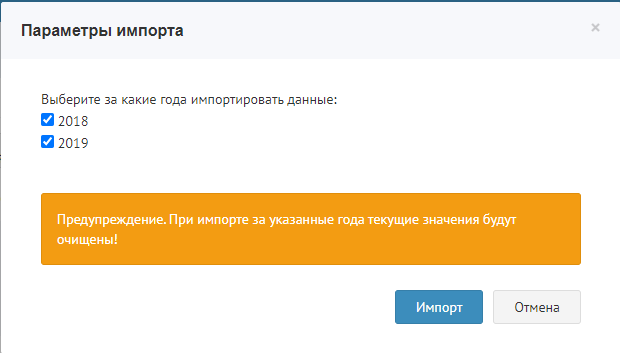 Параметры импорта
×
Выберите за какие года импортировать данные:
2018
2019
Предупреждение. При импорте за указанные года текущие значения будут
очищены!
Импорт
Отмена